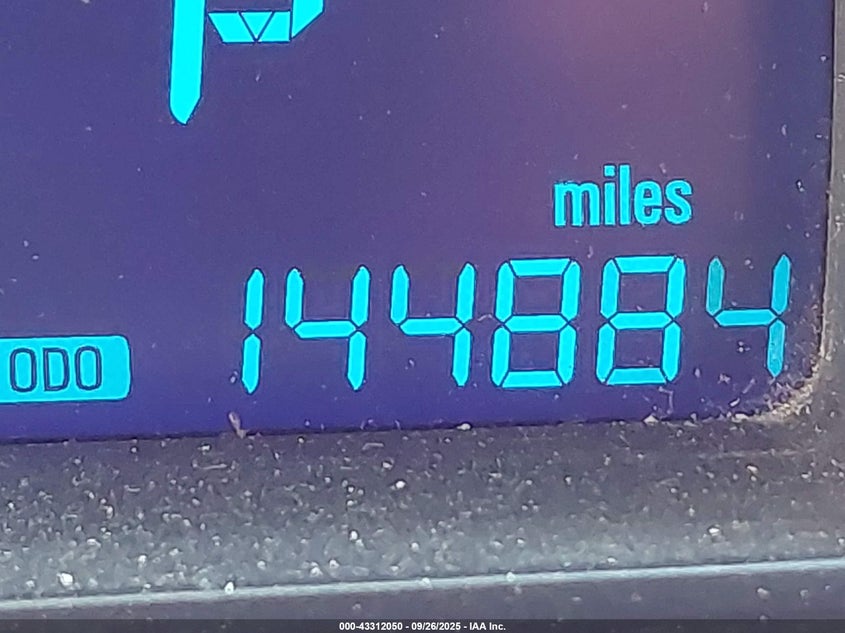 P
miles
ODO 144884
000-43312050 - 09/26/2025 - IAA Inc.